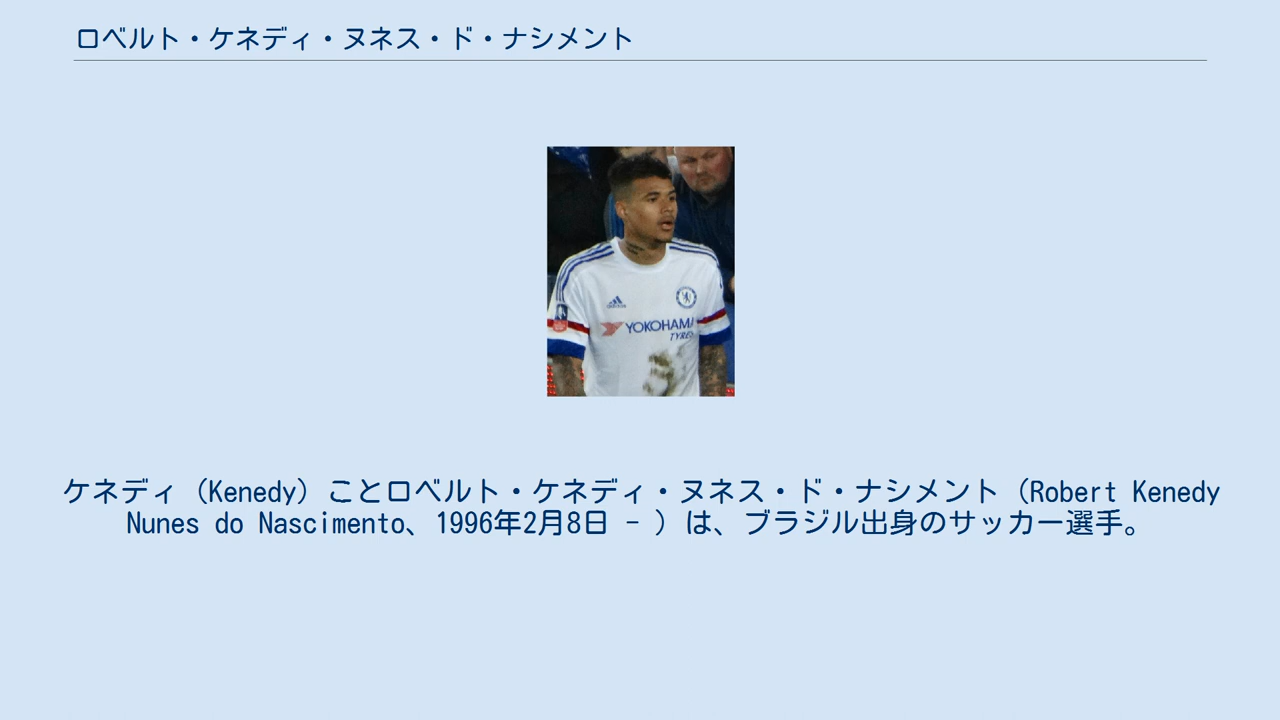 ロベルト・ケネディ・ヌネス・ド・ナシメント
adidas
YOKOHAMA
TYRES
ケネディ（Kenedy）ことロベルト・ケネディ・ヌネス・ド・ナシメント（Robert Kenedy
Nunes do Nascimento、1996年2月8日 - ）は、ブラジル出身のサッカー選手。